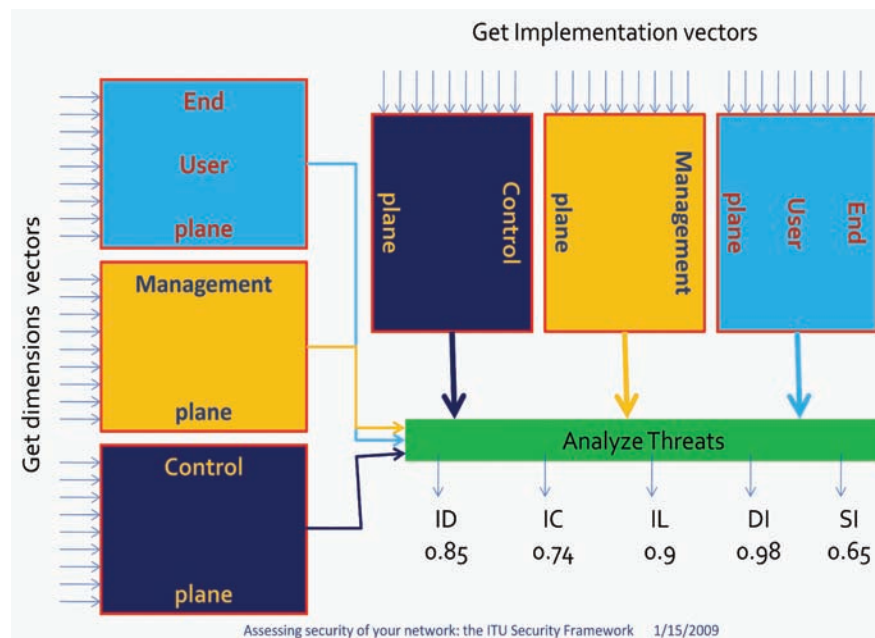 Get Implementation vectors
Get dimensions vectors
End
User
plane
Management
plane
Control
plane
Control
plane
Management
plane
End
User
plane
Analyze Threats
ID IC IL DI SI
0.85 0.74 0.9 0.98 0.65
Assessing security of your network: the ITU Security Framework 1/15/2009